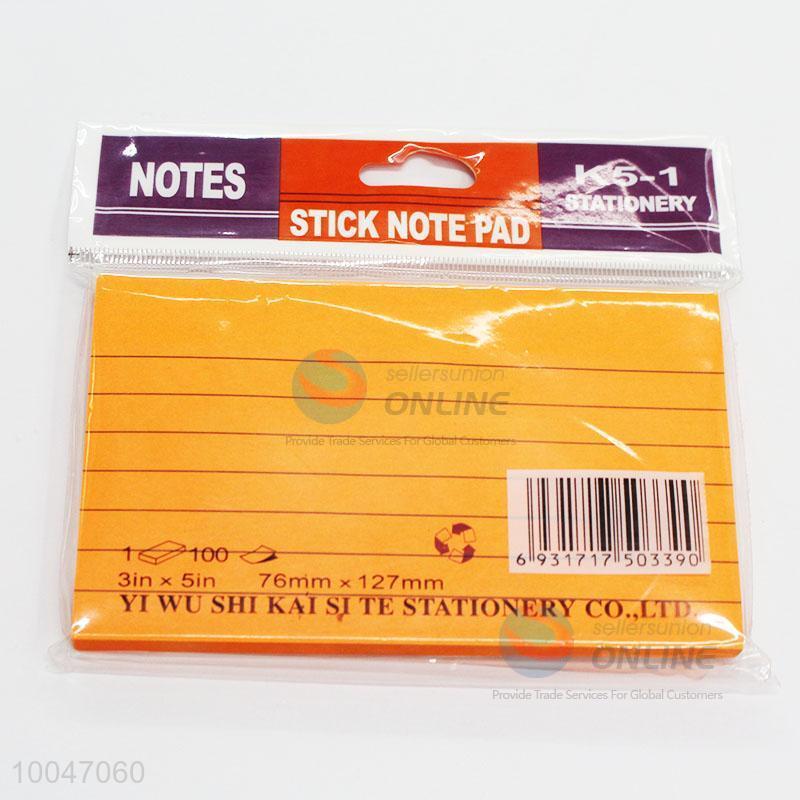 NOTES
STICK NOTE PAD
K5-1
STATIONERY
sellersunion
ONLINE
Provide Trade Services For Global Customers
1 100
3in x 5in 76mm x 127mm
YI WU SHI KAI SI TE STATIONERY CO.,LTD.
6 931717 503390
sellersunion
ONLINE
Provide Trade Services For Global Customers
10047060